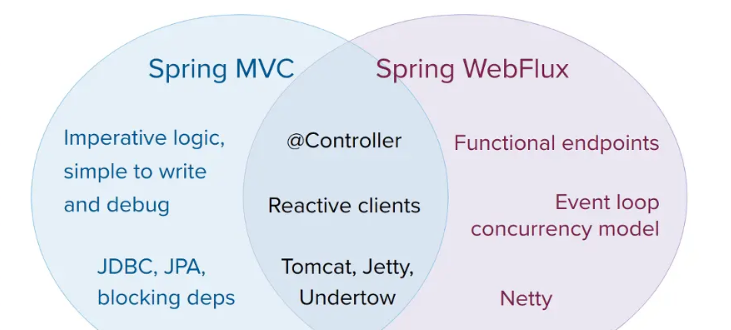 Spring MVC
Spring WebFlux
Imperative logic,
simple to write
and debug
JDBC, JPA,
blocking deps
@Controller
Reactive clients
Tomcat, Jetty,
Undertow
Functional endpoints
Event loop
concurrency model
Netty